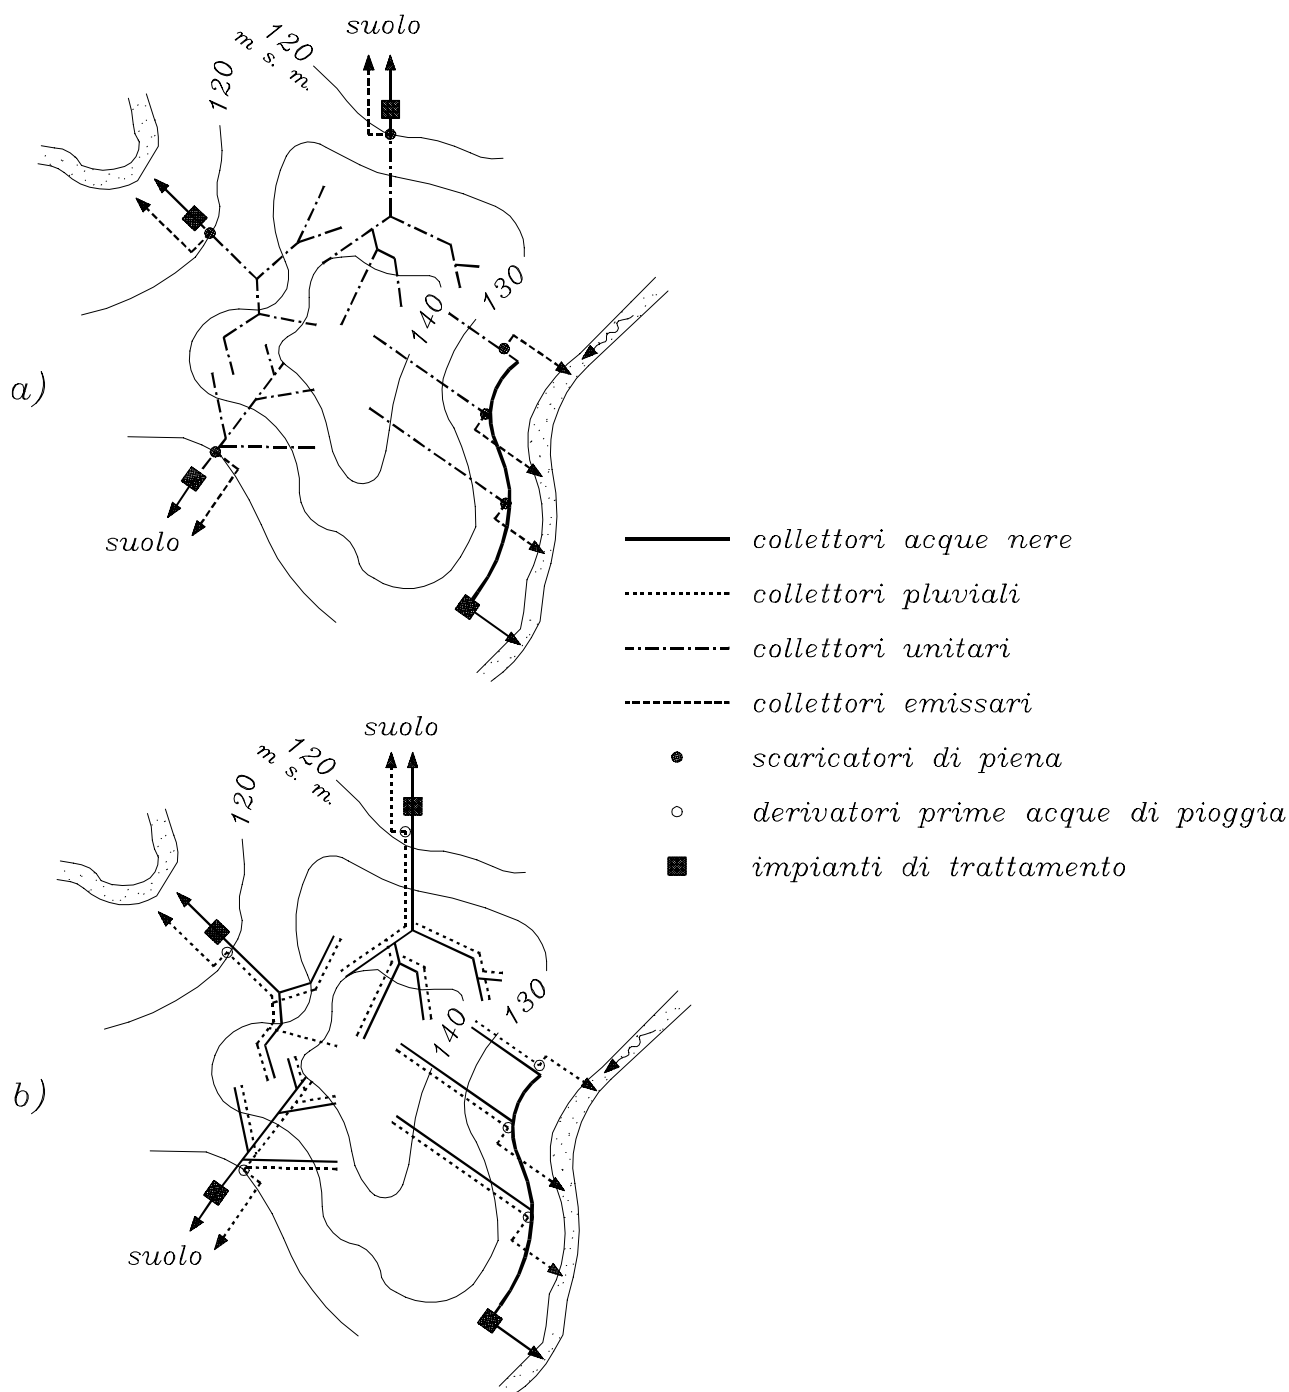 suolo
120
m s. m.
120
130
140
a)
suolo
collettori acque nere
collettori pluviali
collettori unitari
collettori emissari
scaricatori di piena
derivatori prime acque di pioggia
impianti di trattamento
suolo
120
m s. m.
120
130
140
b)
suolo